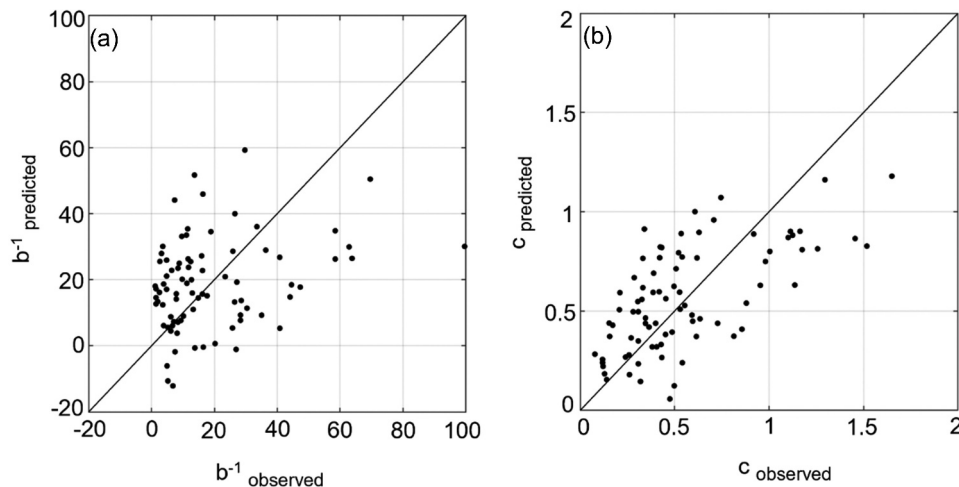 (a)
100
80
60
40
20
0
-20
-20 0 20 40 60 80 100
b-1 predicted
b-1 observed
(b)
2
1.5
1
0.5
0
0 0.5 1 1.5 2
c predicted
c observed